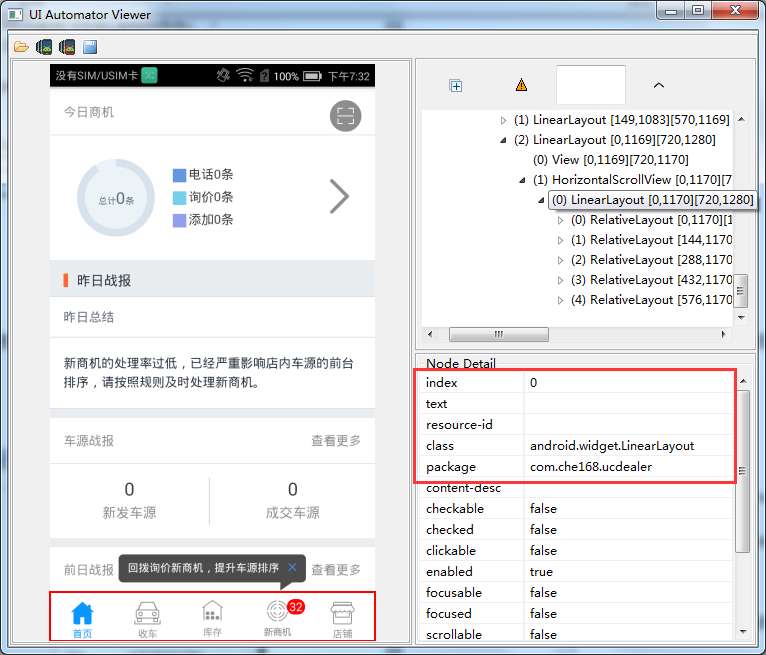 UI Automator Viewer
没有SIM/USIM卡
100%
下午7:32
今日商机
总计0条
电话0条
询价0条
添加0条
昨日战报
昨日总结
新商机的处理率过低，已经严重影响店内车源的前台
排序，请按照规则及时处理新商机。
车源战报
查看更多
0
0
新发车源
成交车源
前日战报
回拨询价新商机，提升车源排序
查看更多
首页
收车
库存
32
新商机
店铺
(1) LinearLayout [149,1083][570,1169]
(2) LinearLayout [0,1169][720,1280]
(0) View [0,1169][720,1170]
(1) HorizontalScrollView [0,1170][7
(0) LinearLayout [0,1170][720,1280]
(0) RelativeLayout [0,1170][1
(1) RelativeLayout [144,1170
(2) RelativeLayout [288,1170
(3) RelativeLayout [432,1170
(4) RelativeLayout [576,1170
Node Detail
index 0
text
resource-id
class android.widget.LinearLayout
package com.che168.ucdealer
content-desc
checkable false
checked false
clickable false
enabled true
focusable false
focused false
scrollable false